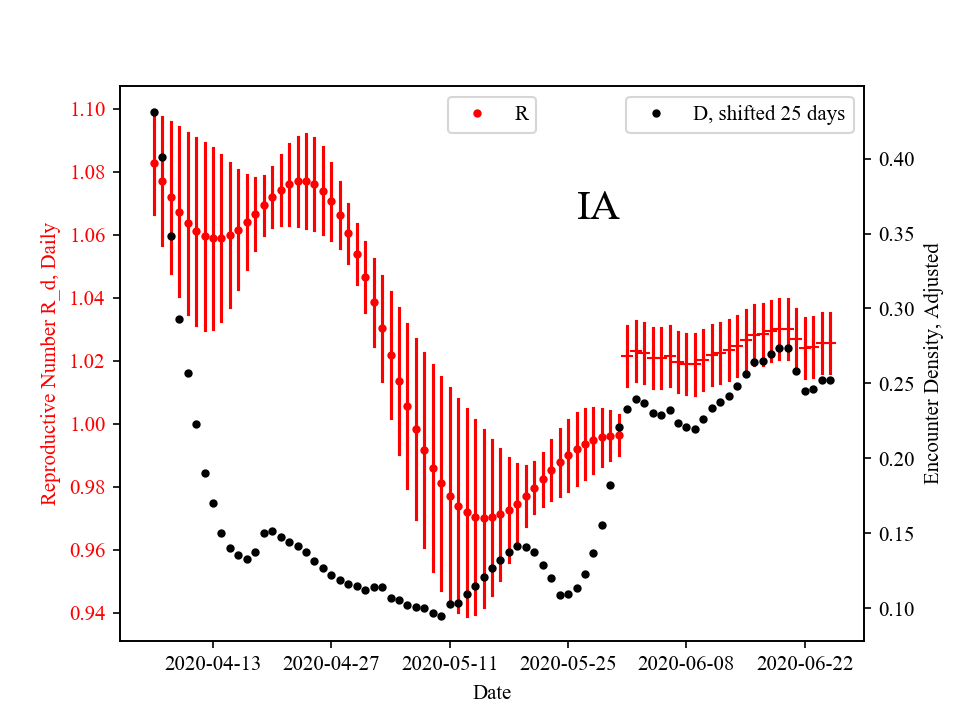 R
D, shifted 25 days
IA
Reproductive Number R_d, Daily
1.10
1.08
1.06
1.04
1.02
1.00
0.98
0.96
0.94
0.40
0.35
0.30
0.25
0.20
0.15
0.10
Encounter Density, Adjusted
2020-04-13 2020-04-27 2020-05-11 2020-05-25 2020-06-08 2020-06-22
Date